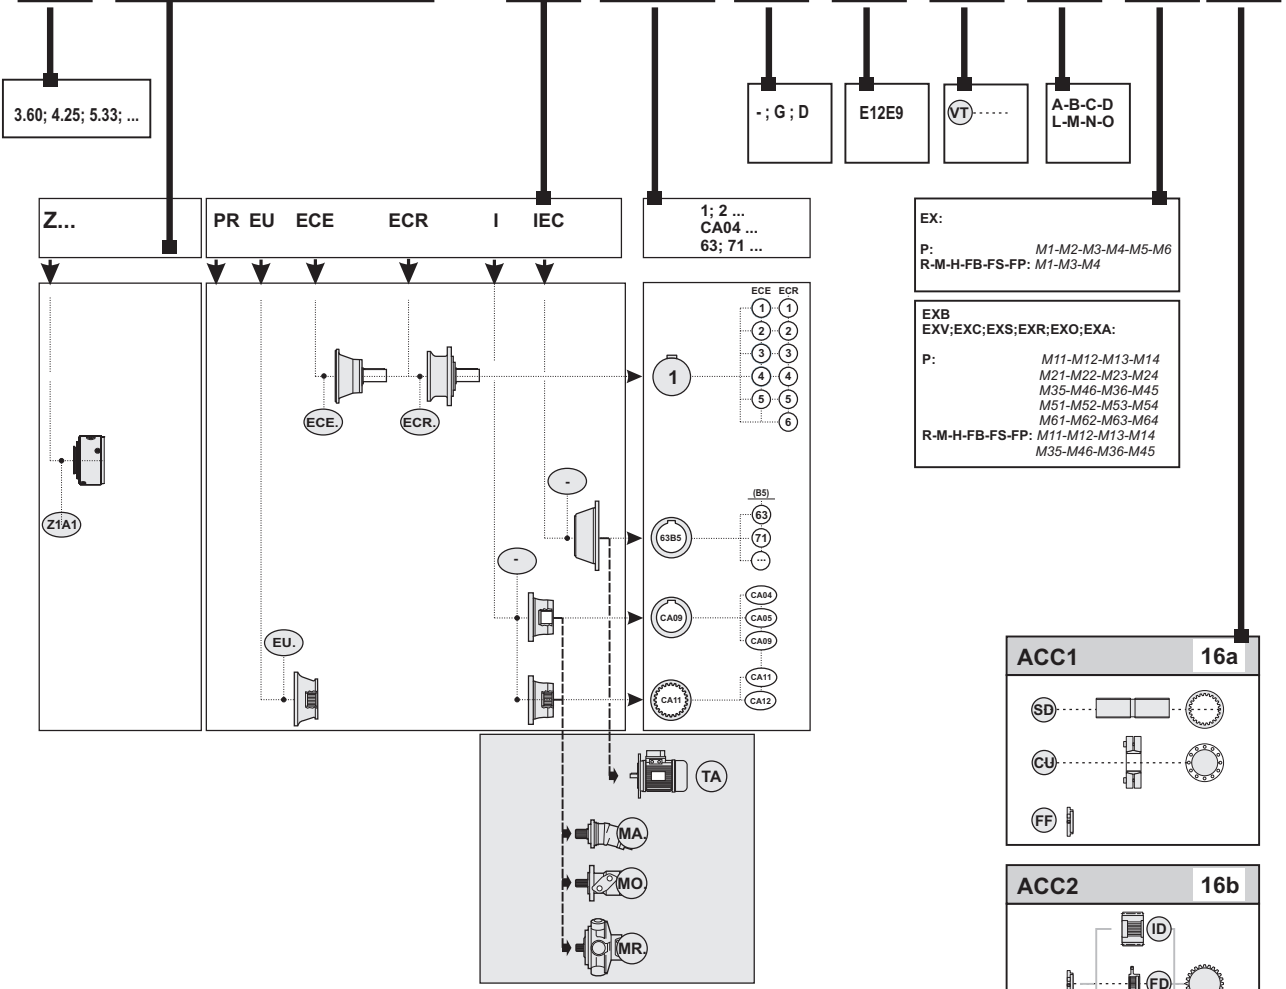 3.60; 4.25; 5.33; ...
- ; G ; D
E12E9
VT
A-B-C-D
L-M-N-O
Z...
PR EU ECE ECR I IEC
1; 2 ...
CA04 ...
63; 71 ...
EX:
P: M1-M2-M3-M4-M5-M6
R-M-H-FB-FS-FP: M1-M3-M4
EXB
EXV;EXC;EXS;EXR;EXO;EXA:
P: M11-M12-M13-M14
M21-M22-M23-M24
M35-M46-M36-M45
M51-M52-M53-M54
M61-M62-M63-M64
R-M-H-FB-FS-FP: M11-M12-M13-M14
M35-M46-M36-M45
ECE ECR
1 1
2 2
3 3
1
4 4
5 5
6
ECE.
ECR.
-
Z1A1
(B5)
63
63B5
71
...
-
CA04
CA09
CA05
CA09
EU.
CA11
CA11
CA12
TA
MA.
MO.
MR.
ACC1 16a
SD
CU
FF
ACC2 16b
ID
FD